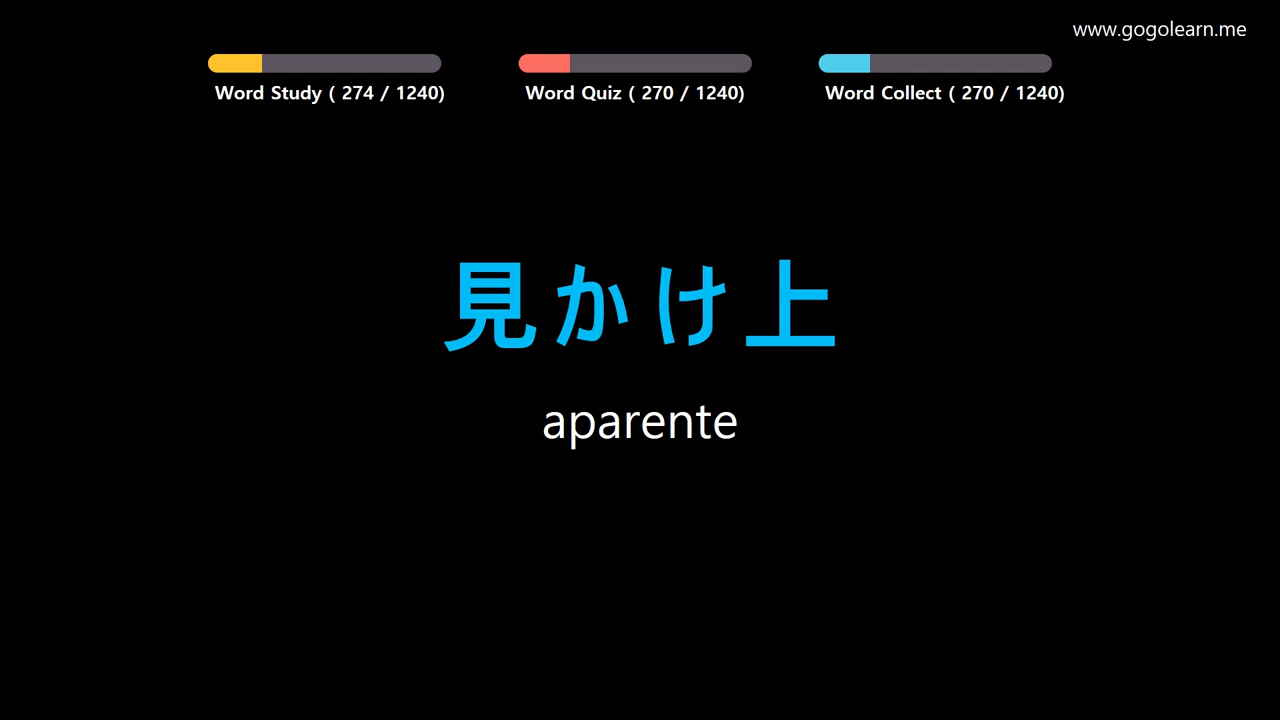 www.gogolearn.me
Word Study ( 274 / 1240)
Word Quiz ( 270 / 1240)
Word Collect ( 270 / 1240)
見かけ上
aparente